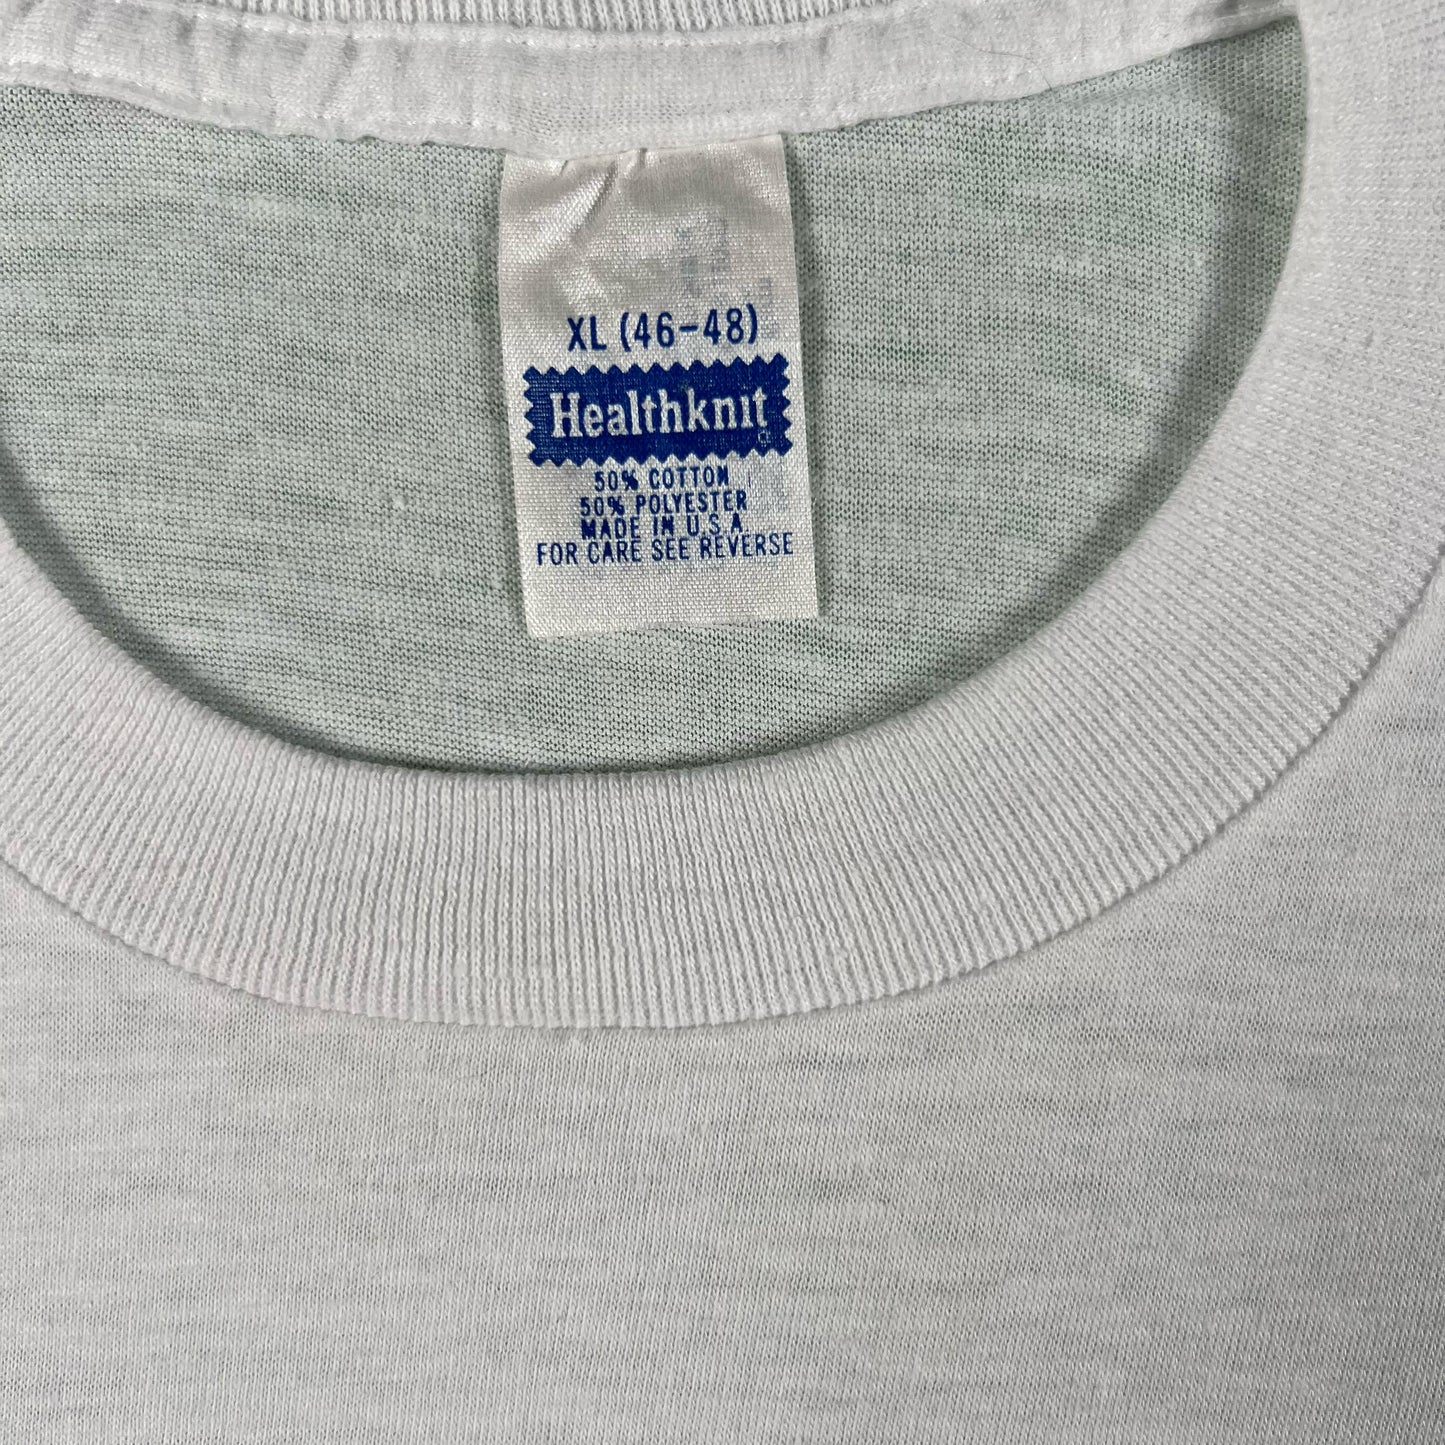 XL (46-48)
Healthknit
50% COTTON
50% POLYESTER
MADE IN U.S.A.
FOR CARE SEE REVERSE